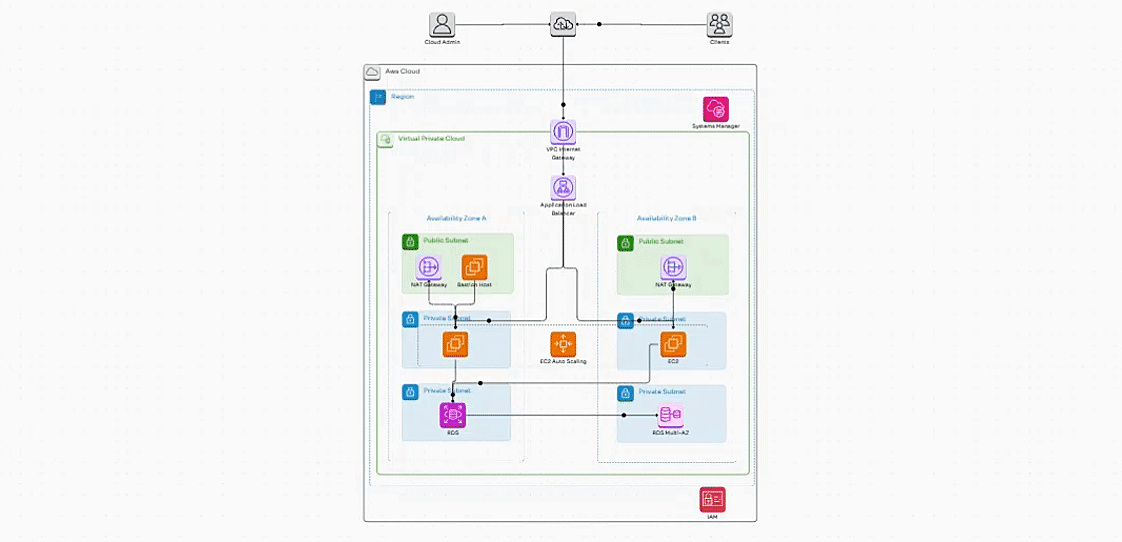 Cloud Admin
Clients
Aws Cloud
Region
Systems Manager
Virtual Private Cloud
VPC Internet
Gateway
Application Load
Balancer
Availability Zone A
Availability Zone B
Public Subnet
Public Subnet
NAT Gateway
Bastion Host
NAT Gateway
Private Subnet
Private Subnet
EC2 Auto Scaling
EC2
Private Subnet
Private Subnet
RDS
RDS Multi-AZ
IAM